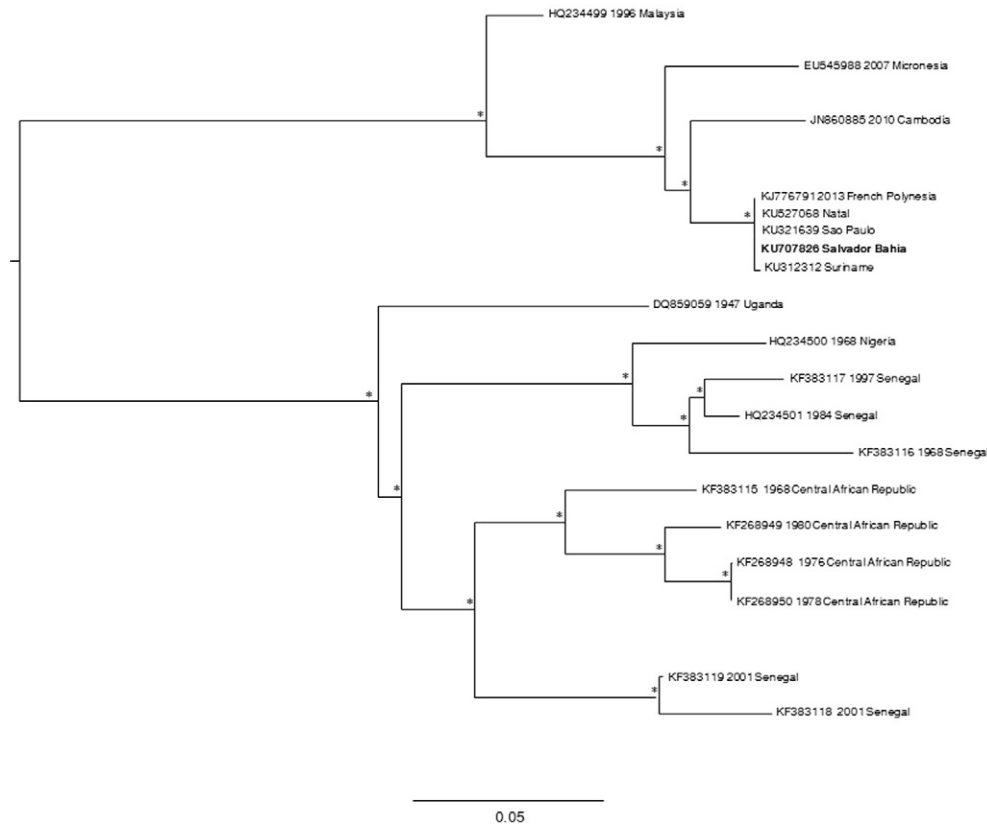 HQ234499 1996 Malaysia
EU545988 2007 Micronesia
JN860885 2010 Cambodia
KJ776791 2013 French Polynesia
KU527068 Natal
KU321639 Sao Paulo
KU707826 Salvador Bahia
KU312312 Suriname
DQ859059 1947 Uganda
HQ234500 1968 Nigeria
KF383117 1997 Senegal
HQ234501 1984 Senegal
KF383116 1968 Senegal
KF383115 1968 Central African Republic
KF268949 1980 Central African Republic
KF268948 1976 Central African Republic
KF268950 1978 Central African Republic
KF383119 2001 Senegal
KF383118 2001 Senegal
0.05